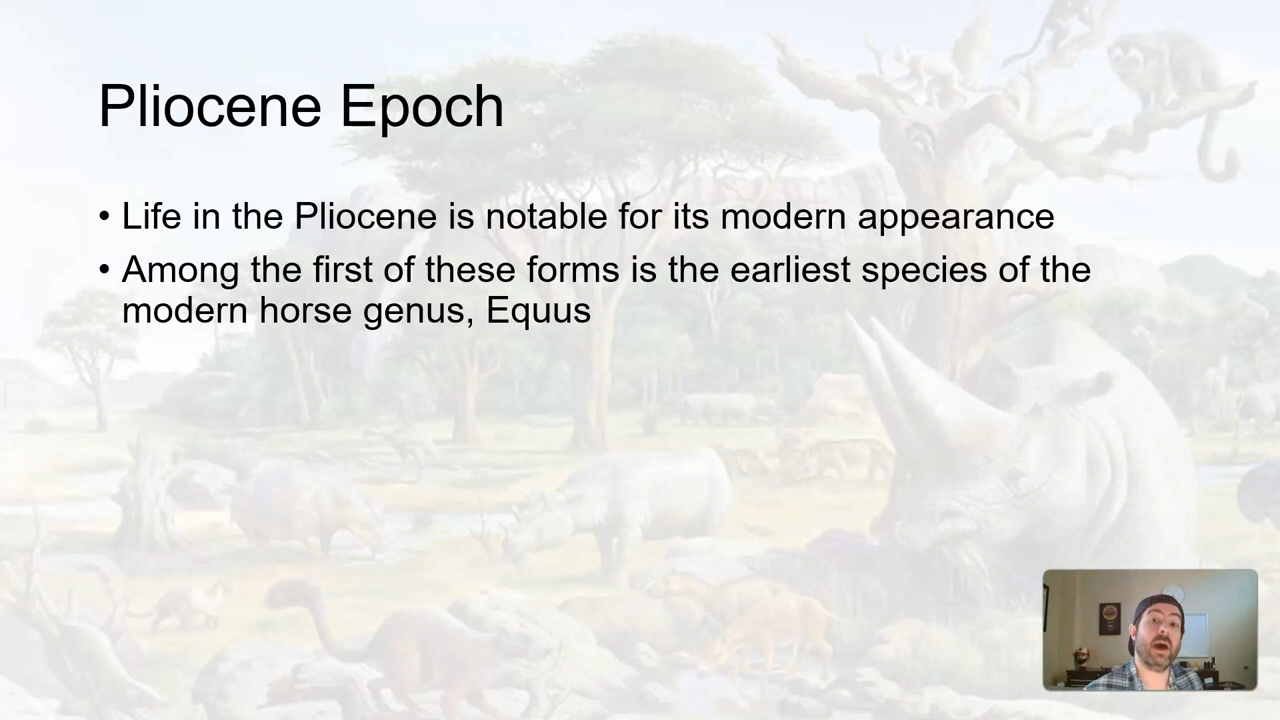 Pliocene Epoch
• Life in the Pliocene is notable for its modern appearance
• Among the first of these forms is the earliest species of the
modern horse genus, Equus